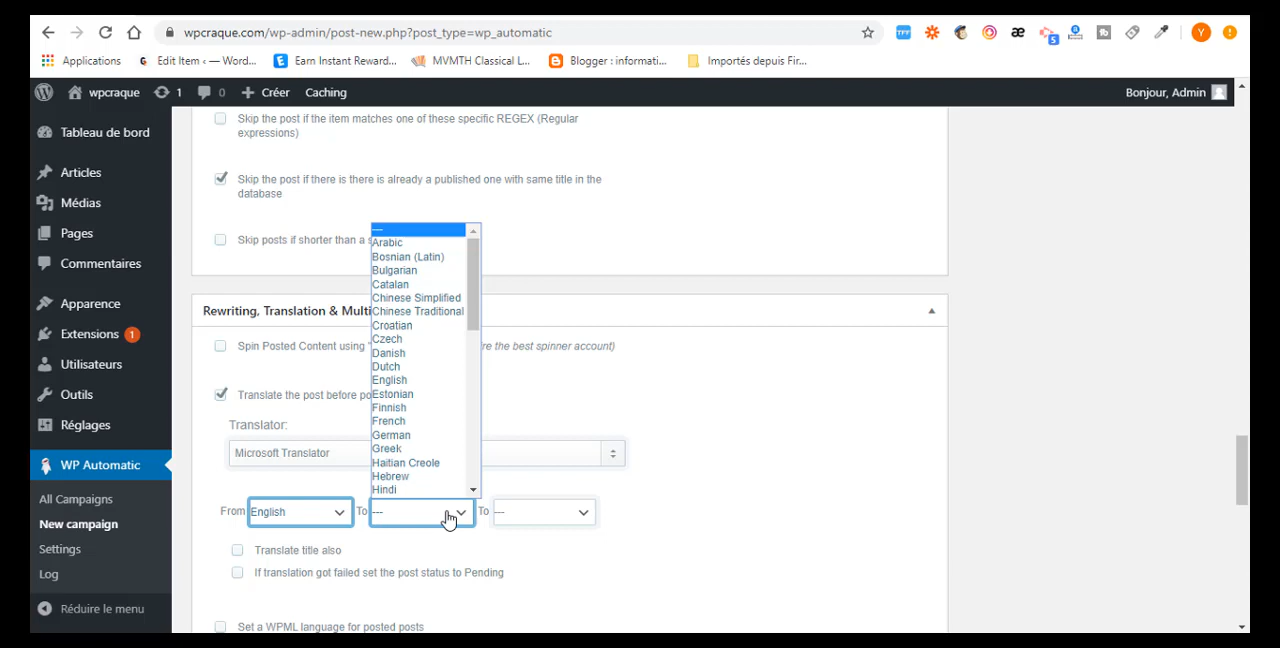 wpcraque.com/wp-admin/post-new.php?post_type=wp_automatic
Applications
Edit Item ‹ — Word...
Earn Instant Reward...
MVMTH Classical L...
Blogger : informati...
Importés depuis Fir...
wpcraque
1
0
Créer
Caching
Bonjour, Admin
Tableau de bord
Articles
Médias
Pages
Commentaires
Apparence
Extensions 1
Utilisateurs
Outils
Réglages
WP Automatic
All Campaigns
New campaign
Settings
Log
Réduire le menu
Skip the post if the item matches one of these specific REGEX (Regular
expressions)
Skip the post if there is there is already a published one with same title in the
database
Skip posts if shorter than a s
Rewriting, Translation & Multi
Spin Posted Content using "
re the best spinner account)
Translate the post before po
Translator:
Microsoft Translator
---
Arabic
Bosnian (Latin)
Bulgarian
Catalan
Chinese Simplified
Chinese Traditional
Croatian
Czech
Danish
Dutch
English
Estonian
Finnish
French
German
Greek
Haitian Creole
Hebrew
Hindi
From English To --- To ---
Translate title also
If translation got failed set the post status to Pending
Set a WPML language for posted posts